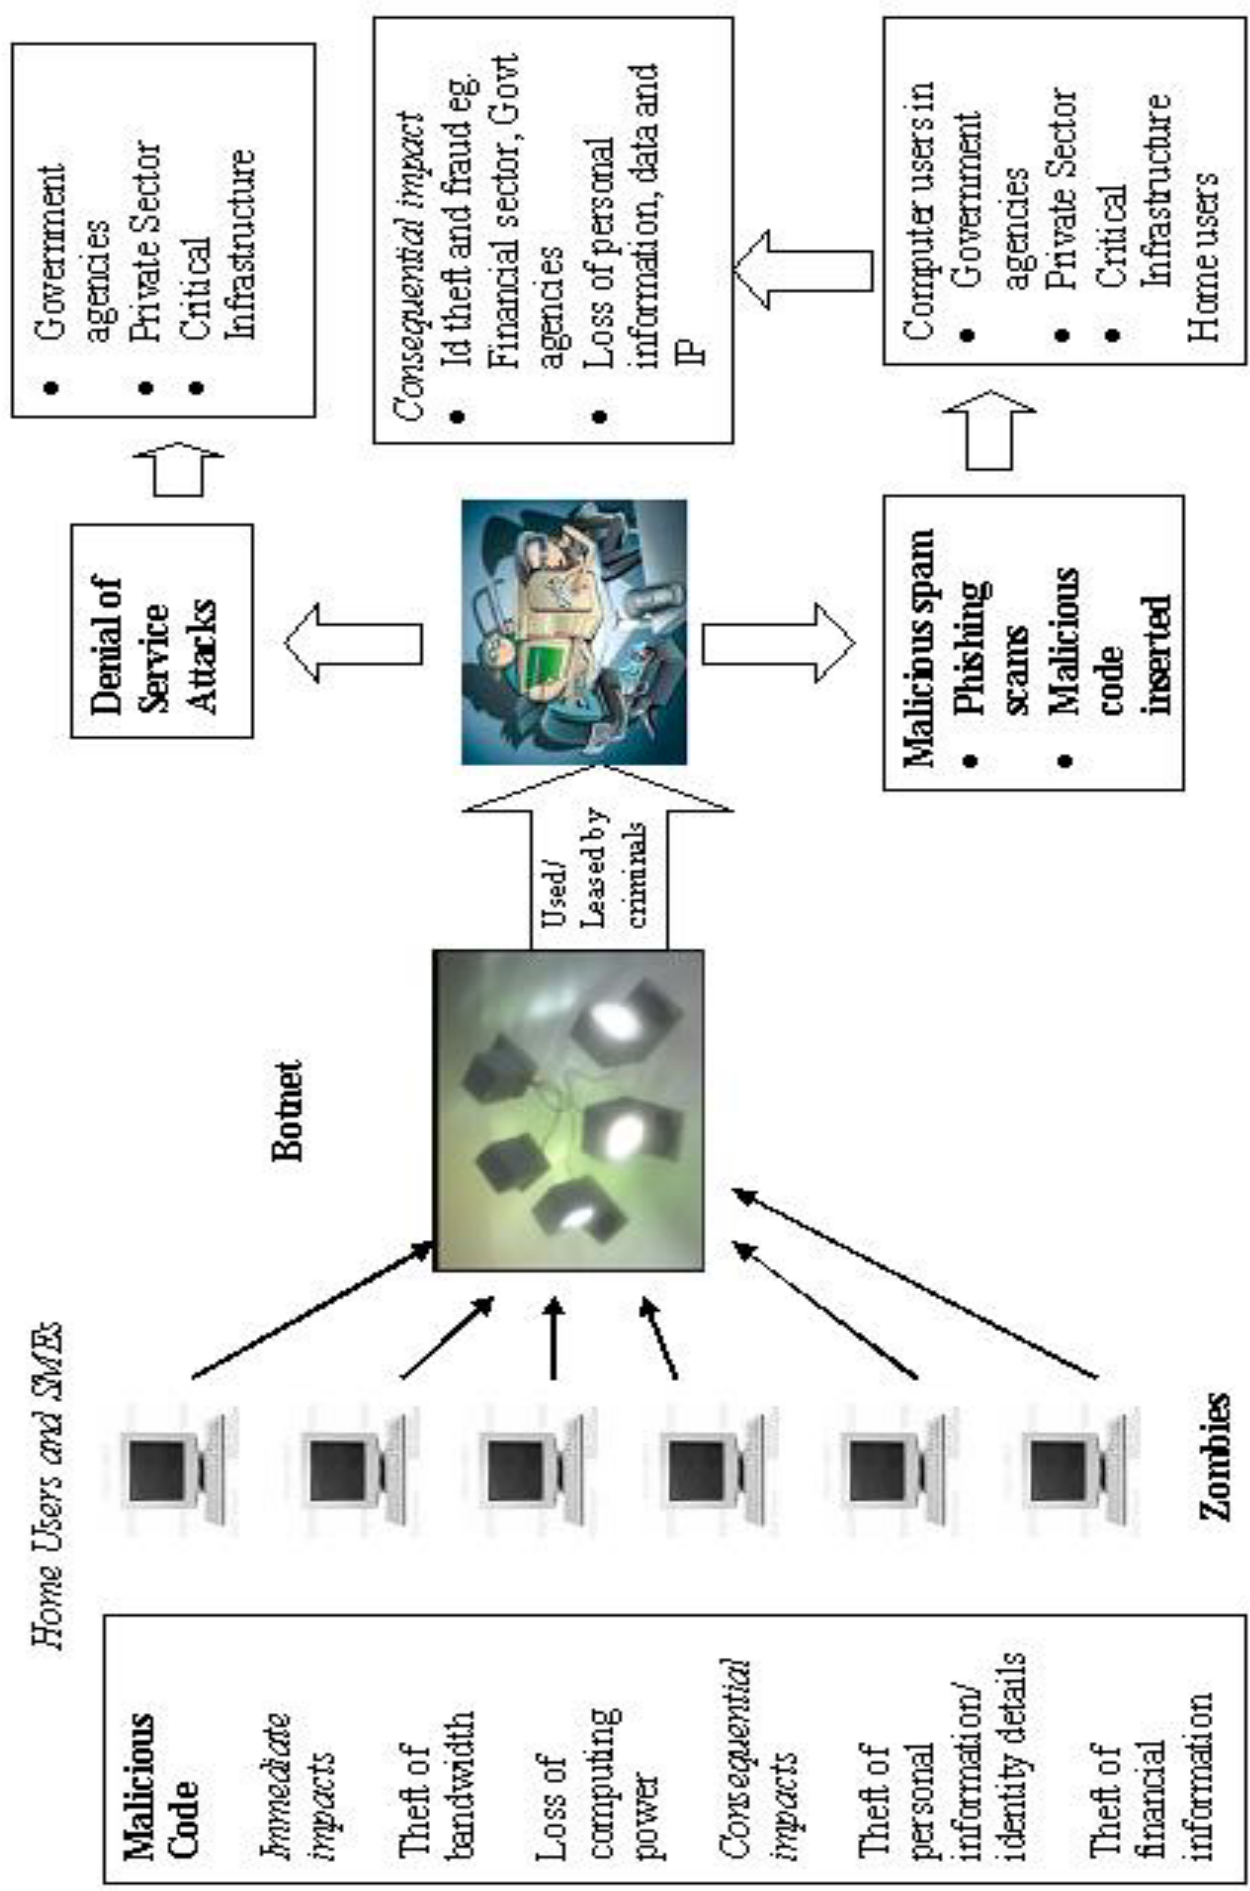 Home Users and SMEs
Malicious
Code
Immediate
impacts
Theft of
bandwidth
Loss of
computing
power
Consequential
impacts
Theft of
personal
information/
identity details
Theft of
financial
information
Zombies
Botnet
Used/
Leased by
criminals
Denial of
Service
Attacks
• Government
agencies
• Private Sector
• Critical
Infrastructure
Malicious spam
• Phishing
scans
• Malicious
code
inserted
Computer users in
• Government
agencies
• Private Sector
• Critical
Infrastructure
Home users
Consequential impact
• Id theft and fraud eg.
Financial sector, Govt
agencies
• Loss of personal
information, data and
IP